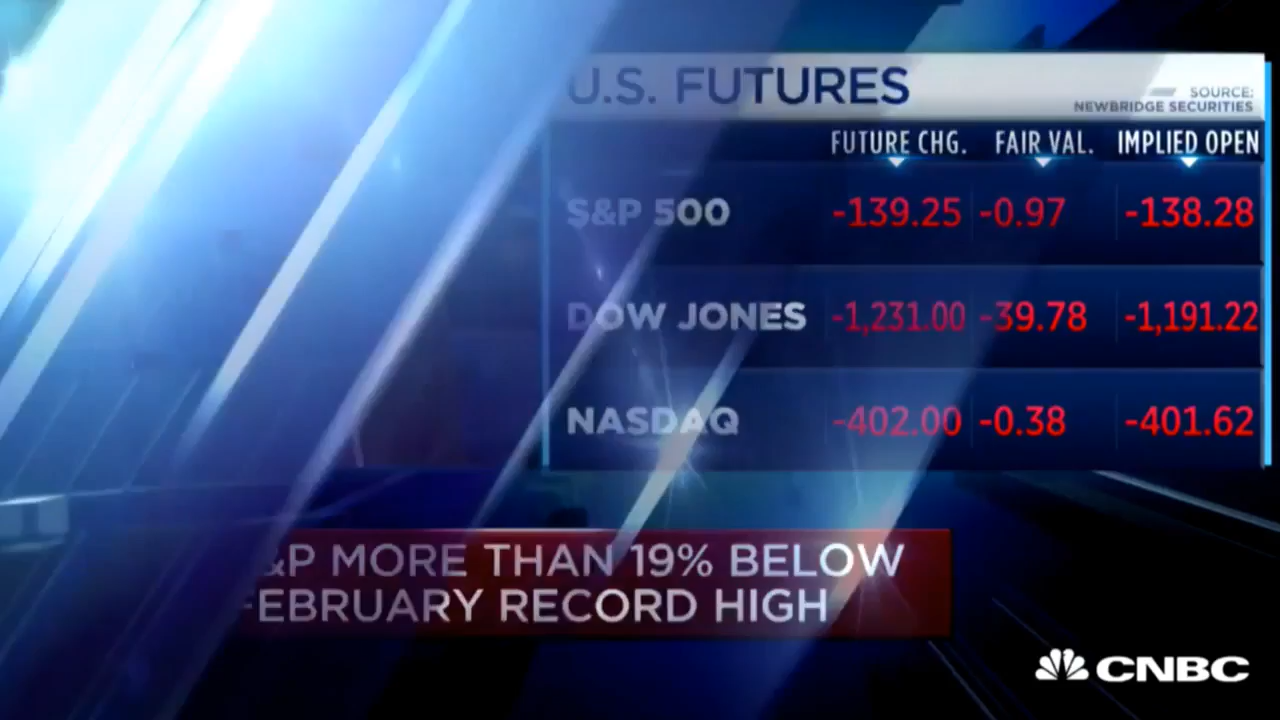 U.S. FUTURES
SOURCE:
NEWBRIDGE SECURITIES
FUTURE CHG. FAIR VAL. IMPLIED OPEN
S&P 500 -139.25 -0.97 -138.28
DOW JONES -1,231.00 -39.78 -1,191.22
NASDAQ -402.00 -0.38 -401.62
&P MORE THAN 19% BELOW
EBRUARY RECORD HIGH
CNBC